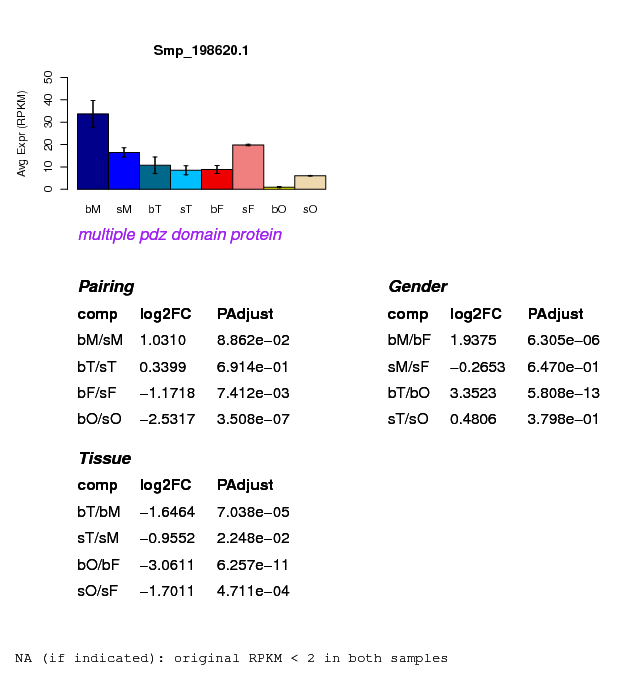 Smp_198620.1
Avg Expr (RPKM)
50
40
30
20
10
0
bM sM bT sT bF sF bO sO
multiple pdz domain protein
Pairing
comp log2FC PAdjust
bM/sM 1.0310 8.862e−02
bT/sT 0.3399 6.914e−01
bF/sF −1.1718 7.412e−03
bO/sO −2.5317 3.508e−07
Gender
comp log2FC PAdjust
bM/bF 1.9375 6.305e−06
sM/sF −0.2653 6.470e−01
bT/bO 3.3523 5.808e−13
sT/sO 0.4806 3.798e−01
Tissue
comp log2FC PAdjust
bT/bM −1.6464 7.038e−05
sT/sM −0.9552 2.248e−02
bO/bF −3.0611 6.257e−11
sO/sF −1.7011 4.711e−04
NA (if indicated): original RPKM < 2 in both samples